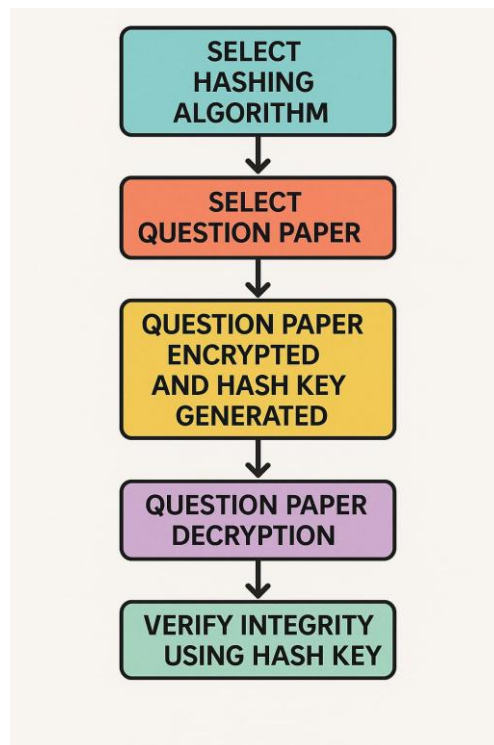 SELECT
HASHING
ALGORITHM
SELECT
QUESTION PAPER
QUESTION PAPER
ENCRYPTED
AND HASH KEY
GENERATED
QUESTION PAPER
DECRYPTION
VERIFY INTEGRITY
USING HASH KEY